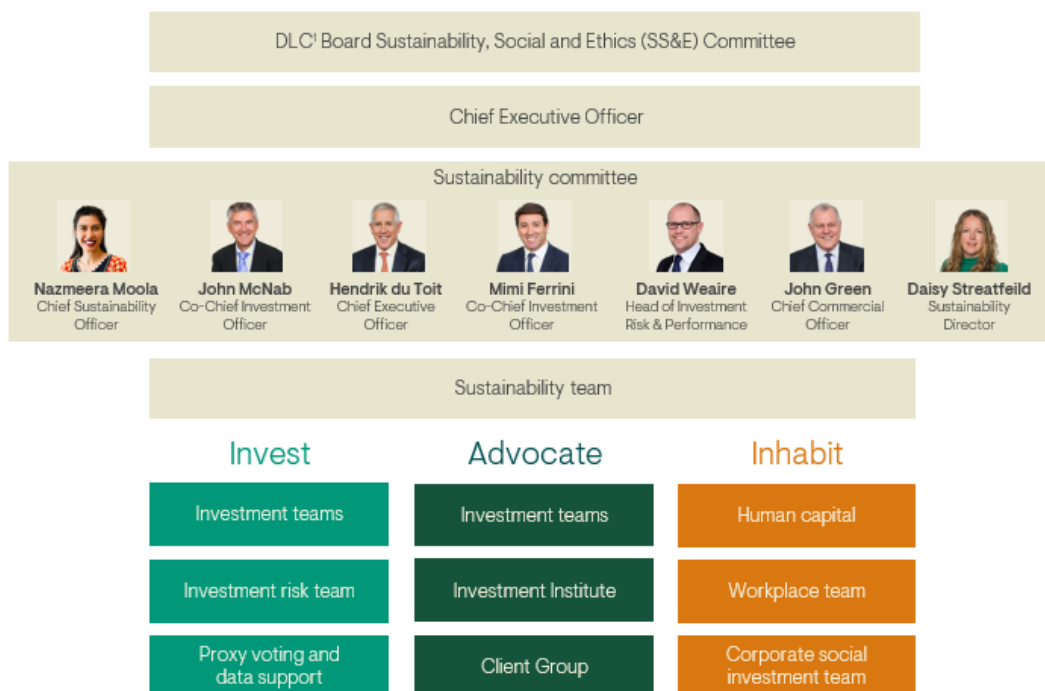 DLC¹ Board Sustainability, Social and Ethics (SS&E) Committee
Chief Executive Officer
Sustainability committee
Nazmeera Moola
Chief Sustainability
Officer
John McNab
Co-Chief Investment
Officer
Hendrik du Toit
Chief Executive
Officer
Mimi Ferrini
Co-Chief Investment
Officer
David Weaire
Head of Investment
Risk & Performance
John Green
Chief Commercial
Officer
Daisy Streatfeild
Sustainability
Director
Sustainability team
Invest
Investment teams
Investment risk team
Proxy voting and
data support
Advocate
Investment teams
Investment Institute
Client Group
Inhabit
Human capital
Workplace team
Corporate social
investment team